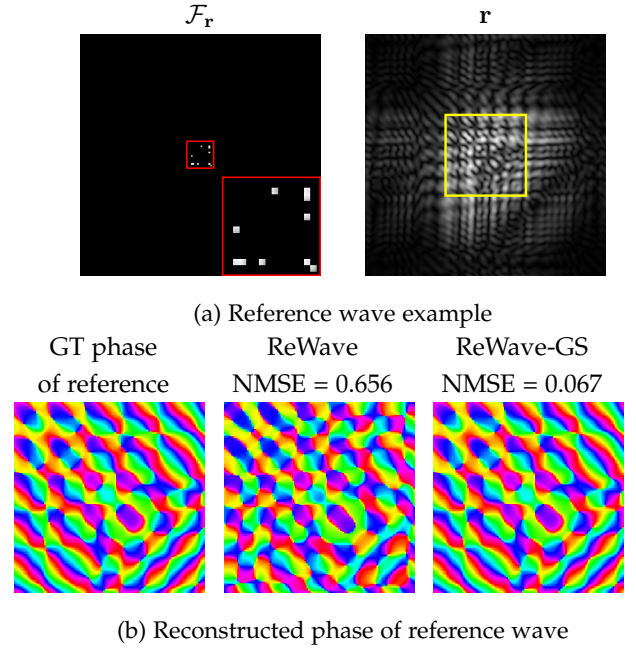 𝓕ᵣ r
(a) Reference wave example
GT phase ReWave ReWave-GS
of reference NMSE = 0.656 NMSE = 0.067
(b) Reconstructed phase of reference wave